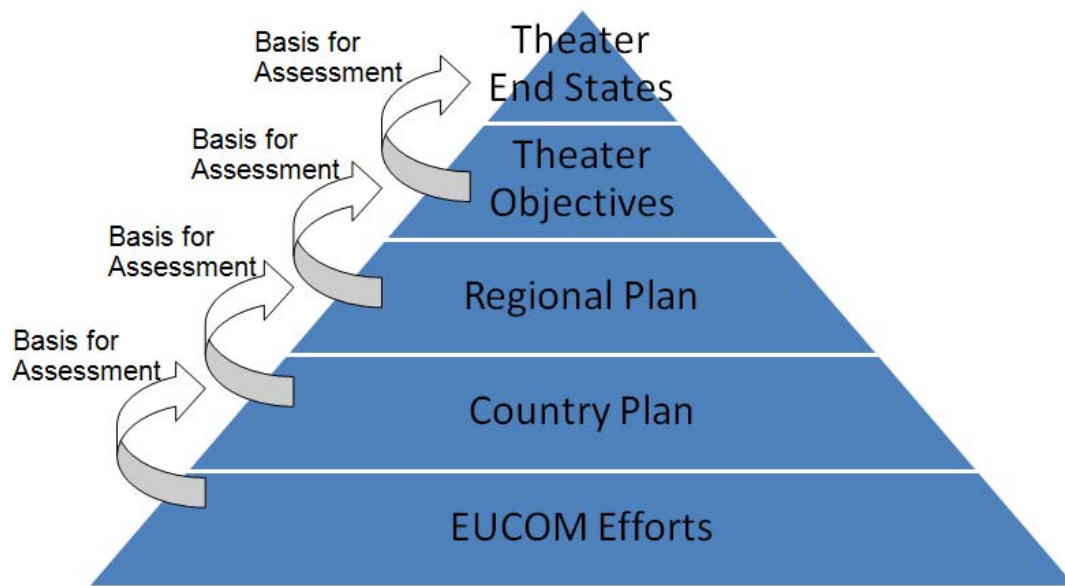 Basis for
Assessment
Theater
End States
Basis for
Assessment
Theater
Objectives
Basis for
Assessment
Regional Plan
Basis for
Assessment
Country Plan
EUCOM Efforts